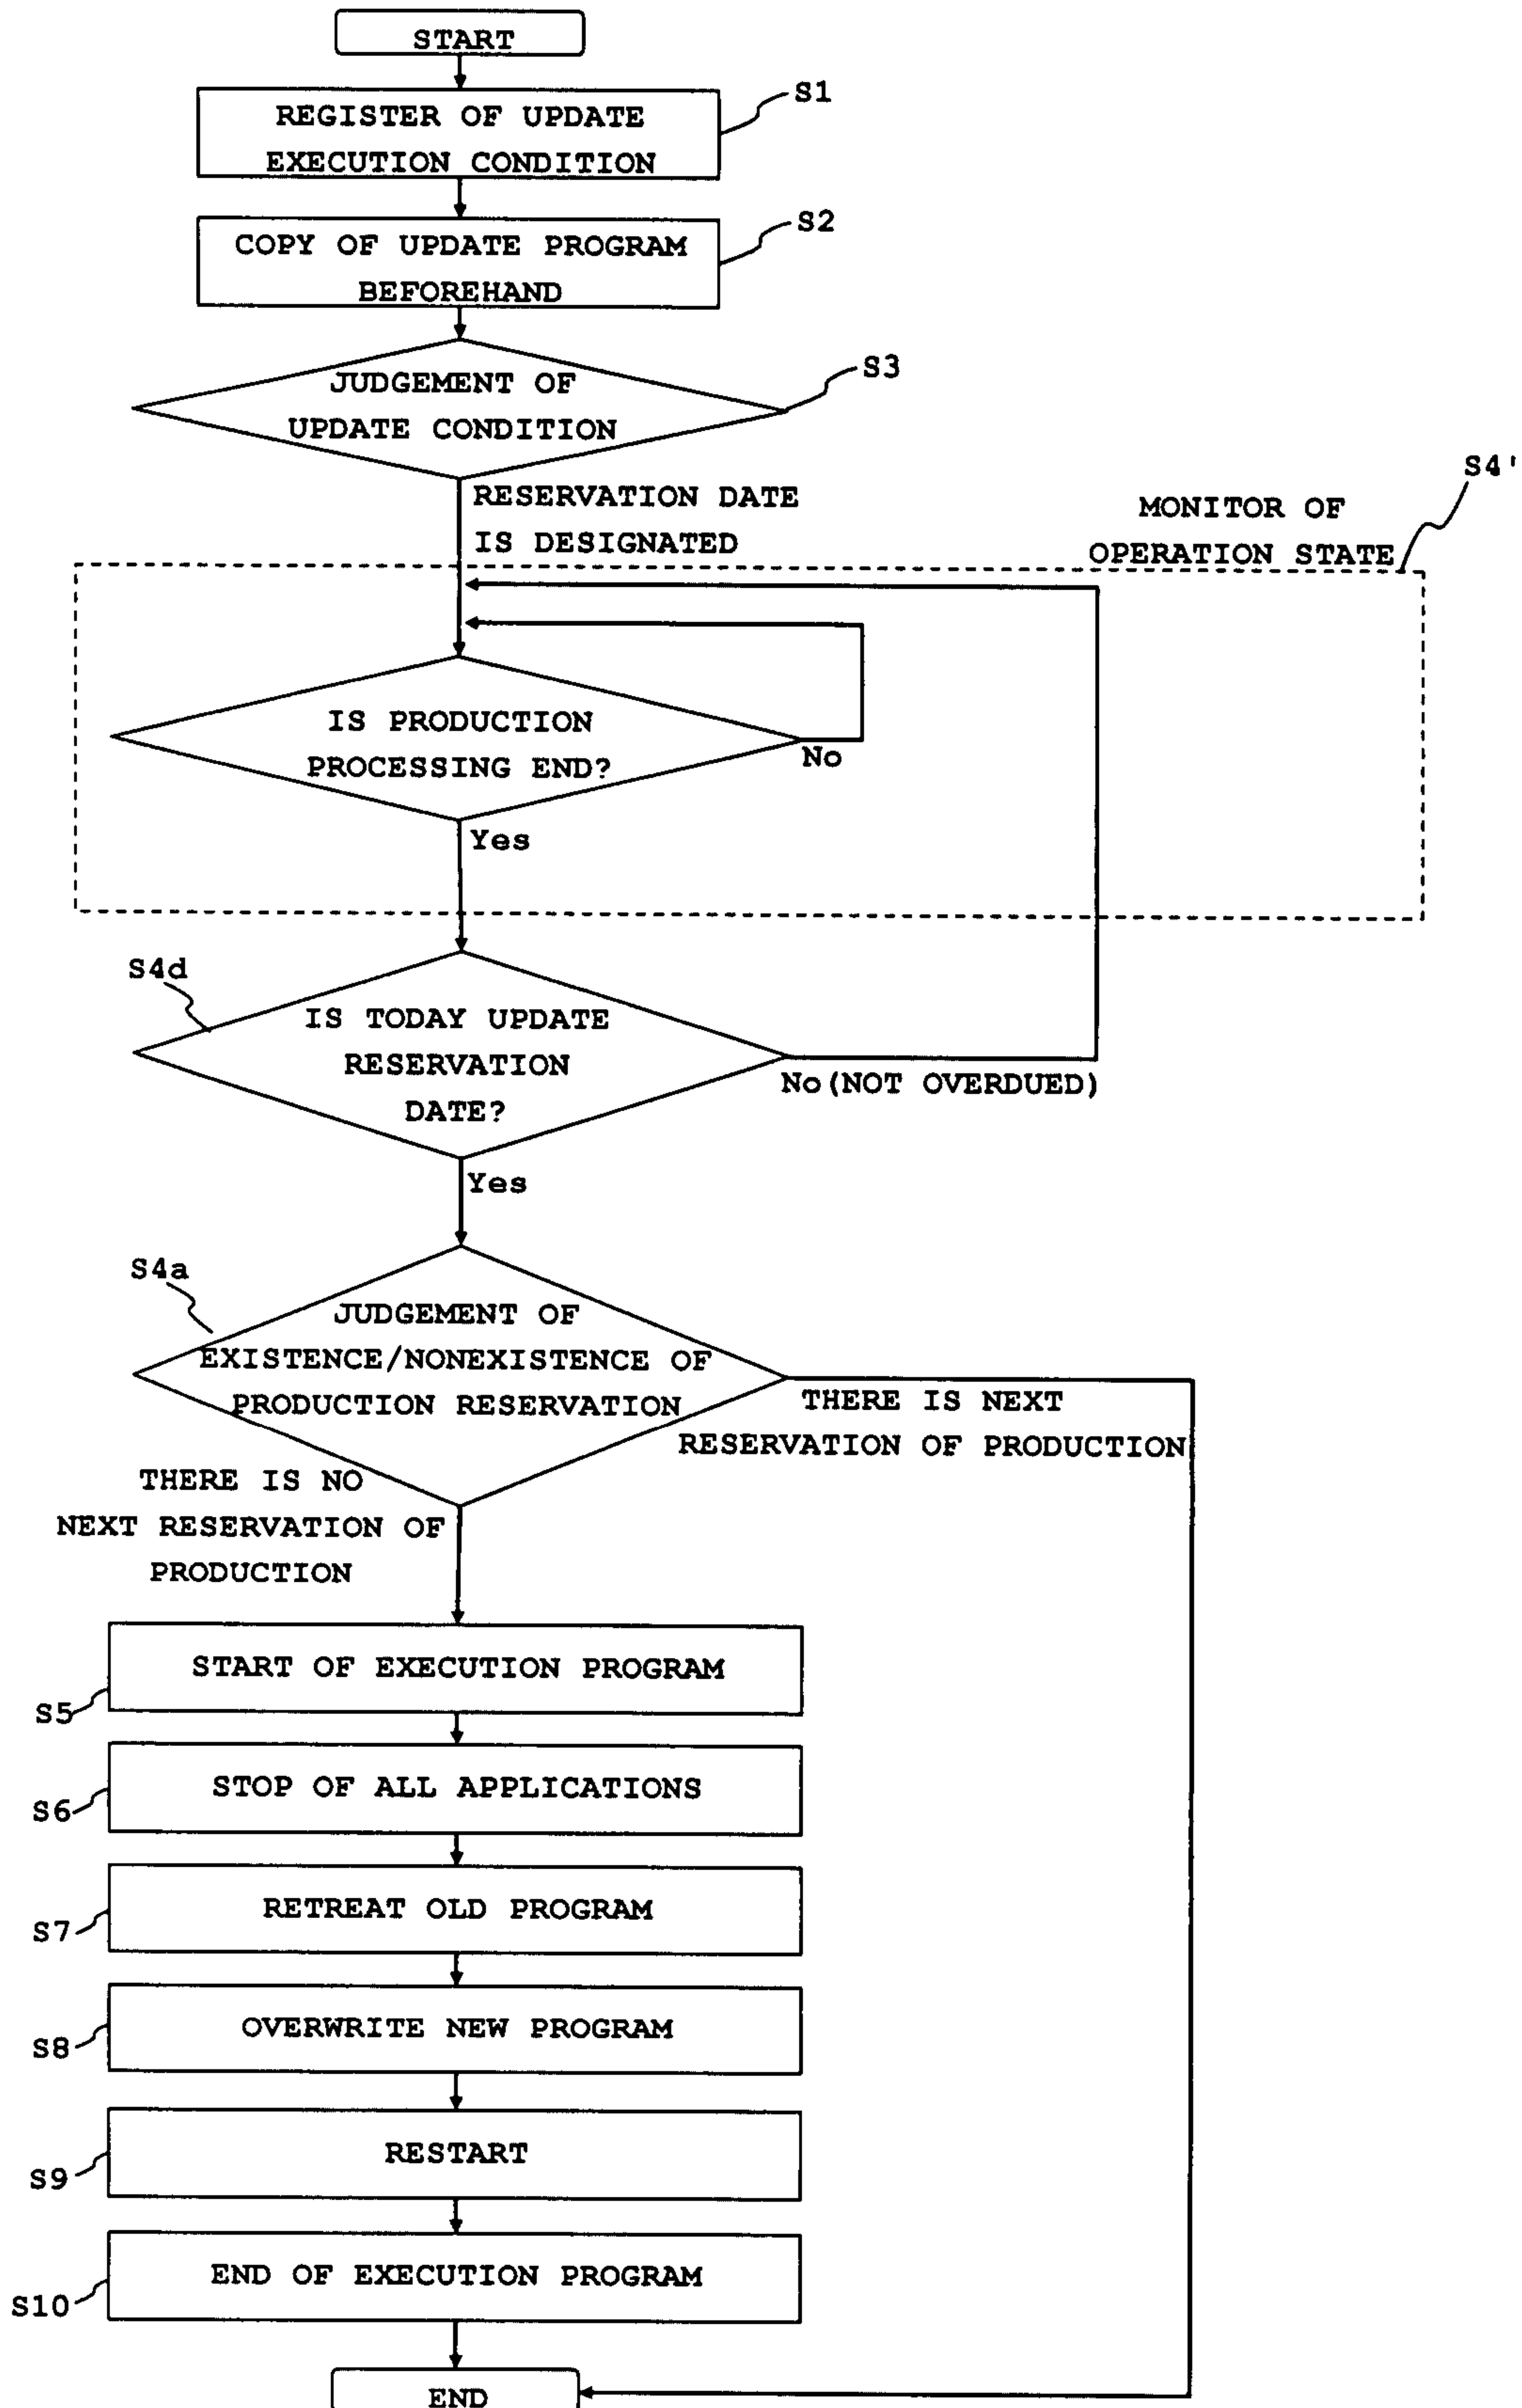 START
REGISTER OF UPDATE
EXECUTION CONDITION
S1
COPY OF UPDATE PROGRAM
BEFOREHAND
S2
JUDGEMENT OF
UPDATE CONDITION
S3
RESERVATION DATE
IS DESIGNATED
MONITOR OF
OPERATION STATE
S4'
IS PRODUCTION
PROCESSING END?
No
Yes
S4d
IS TODAY UPDATE
RESERVATION
DATE?
No(NOT OVERDUED)
Yes
S4a
JUDGEMENT OF
EXISTENCE/NONEXISTENCE OF
PRODUCTION RESERVATION
THERE IS NEXT
RESERVATION OF PRODUCTION
THERE IS NO
NEXT RESERVATION OF
PRODUCTION
START OF EXECUTION PROGRAM
S5
STOP OF ALL APPLICATIONS
S6
RETREAT OLD PROGRAM
S7
OVERWRITE NEW PROGRAM
S8
RESTART
S9
END OF EXECUTION PROGRAM
S10
END